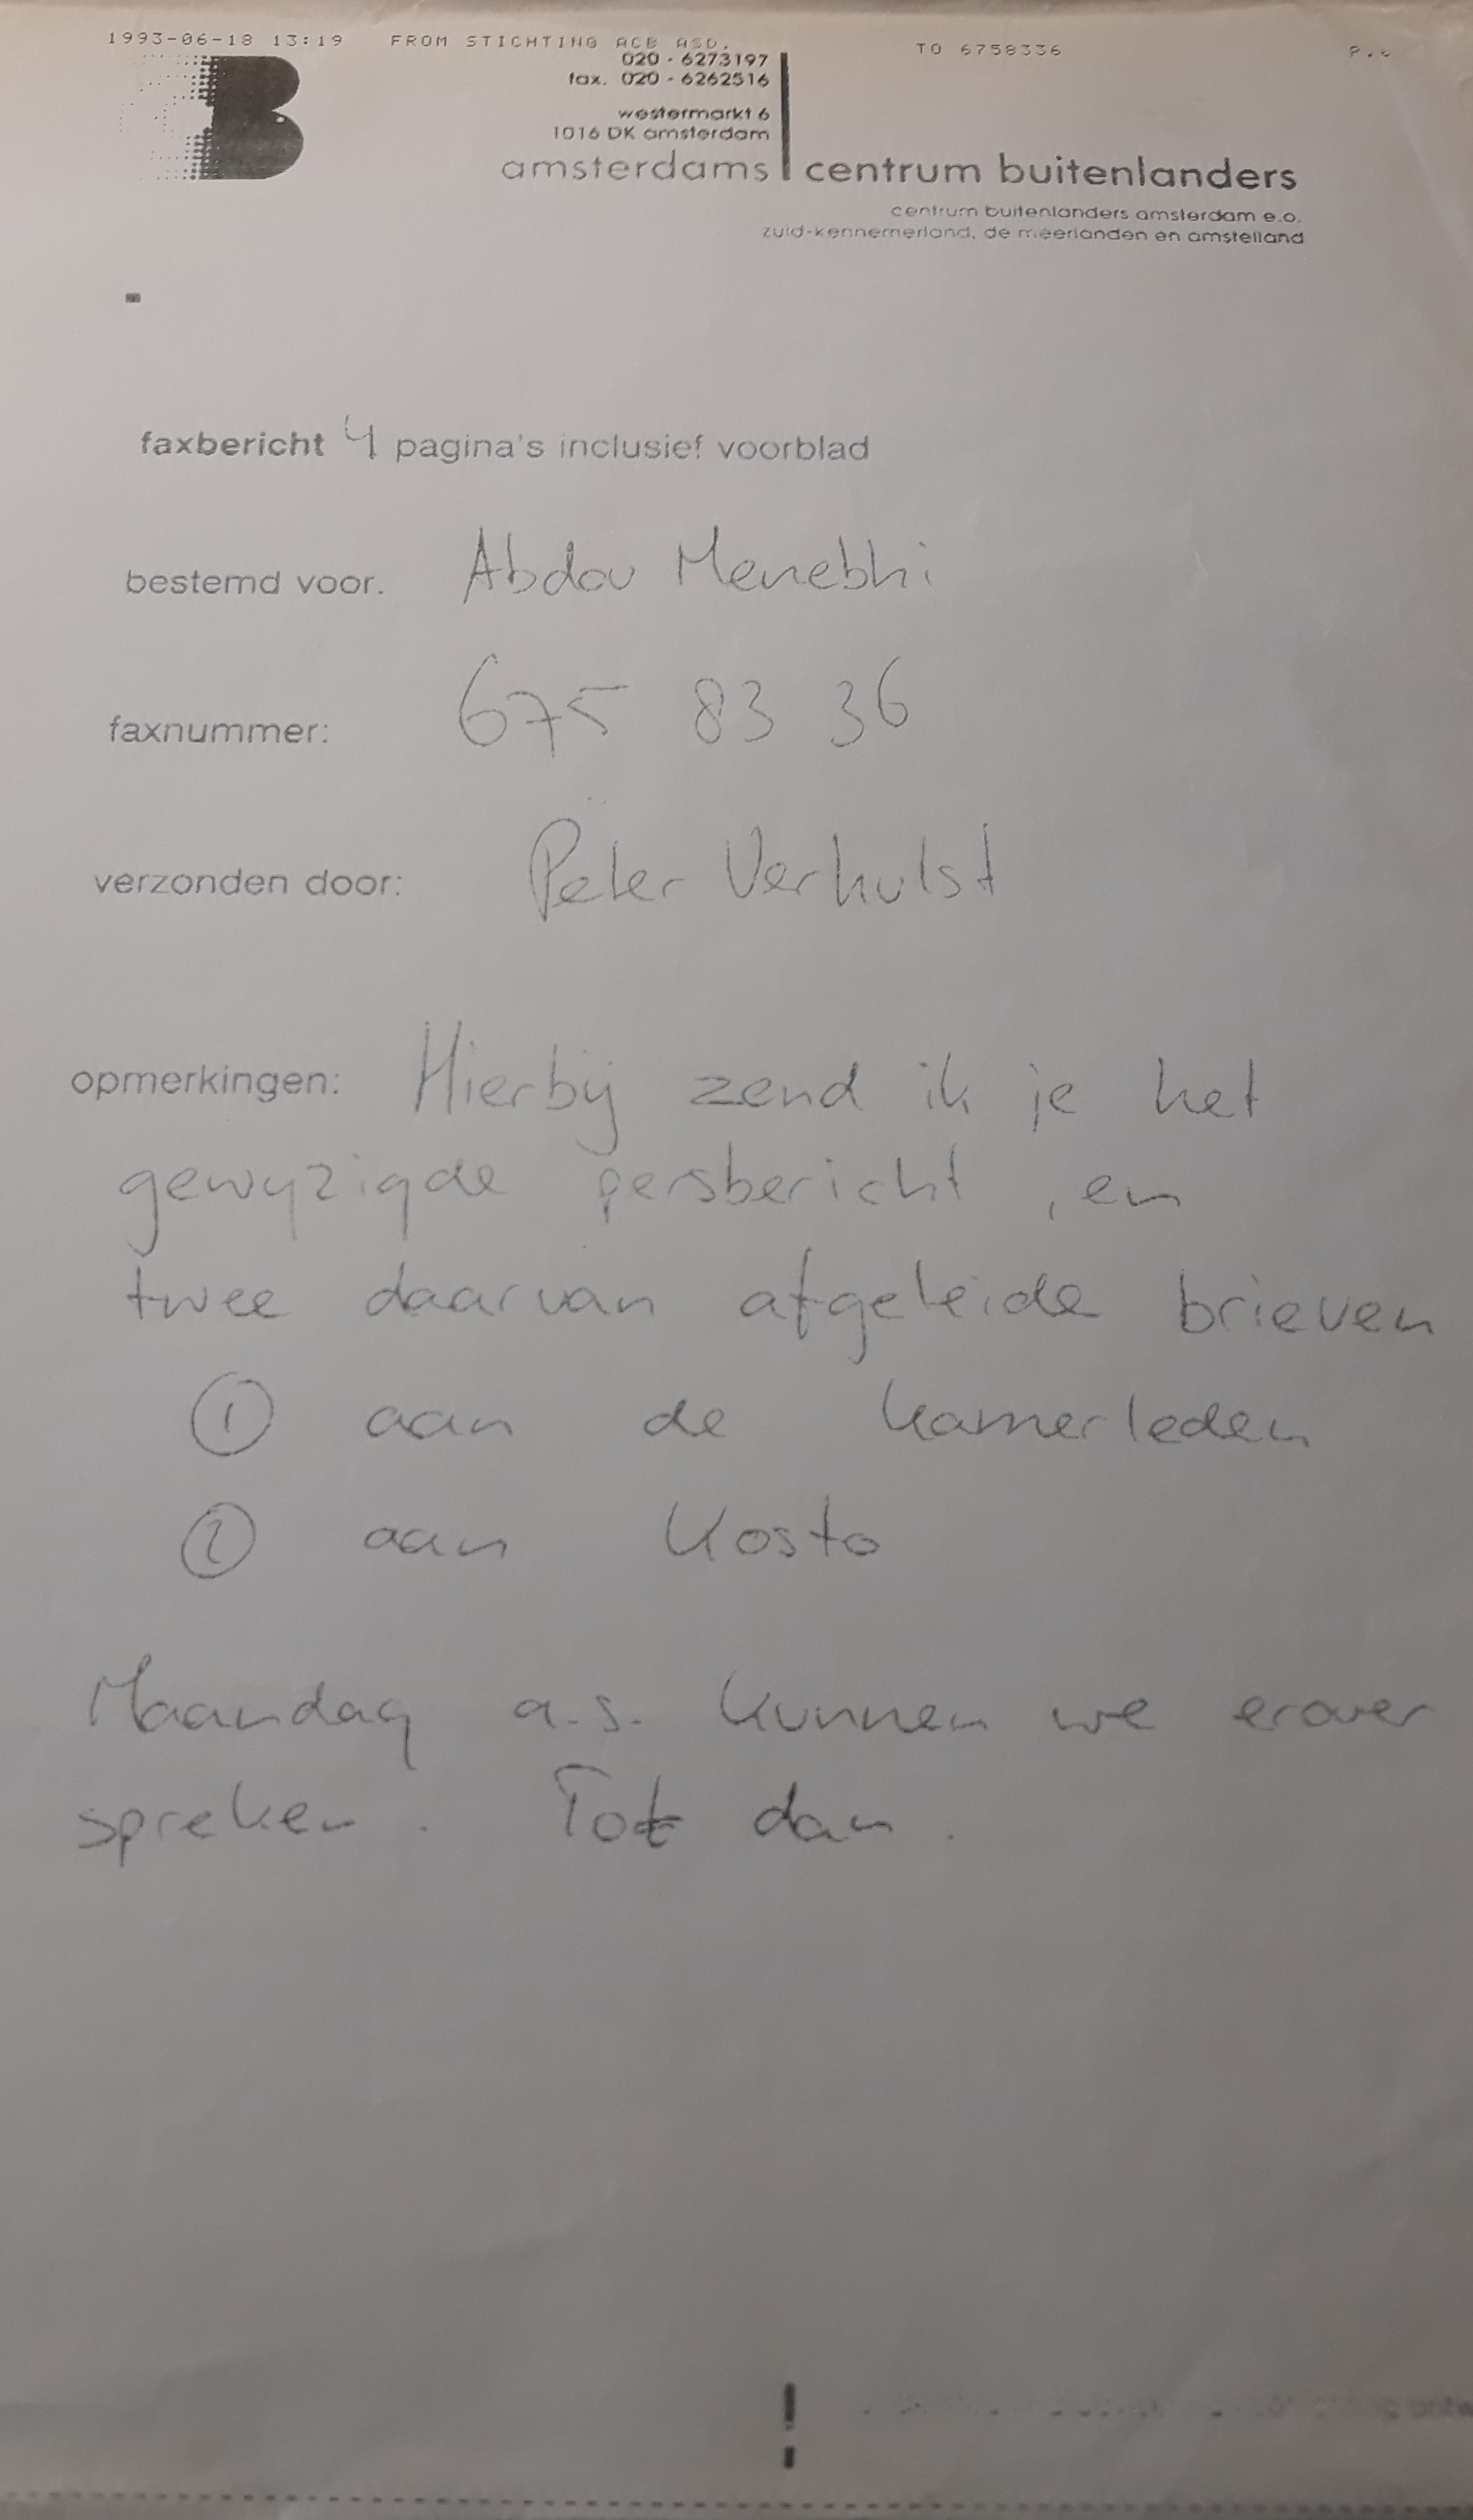 1993-06-18 13:19 FROM STICHTING ACB ASD. TO 6758336
020 - 6273197
fax. 020 - 6262516
westermarkt 6
1016 DK amsterdam
amsterdams centrum buitenlanders
centrum buitenlanders amsterdam e.o.
zuid-kennemerland, de meerlanden en amstelland
faxbericht 4 pagina's inclusief voorblad
bestemd voor. Abdou Menebhi
faxnummer: 675 83 36
verzonden door: Peter Verhulst
opmerkingen: Hierbij zend ik je het
gewyzigde persbericht, en
twee daarvan afgeleide brieven
1 aan de kamerleden
2 aan Kosto
Maandag a.s. kunnen we erover
spreken. Tot dan.